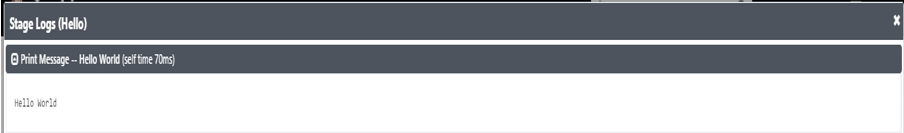 Stage Logs (Hello)
Print Message -- Hello World (self time 70ms)
Hello World